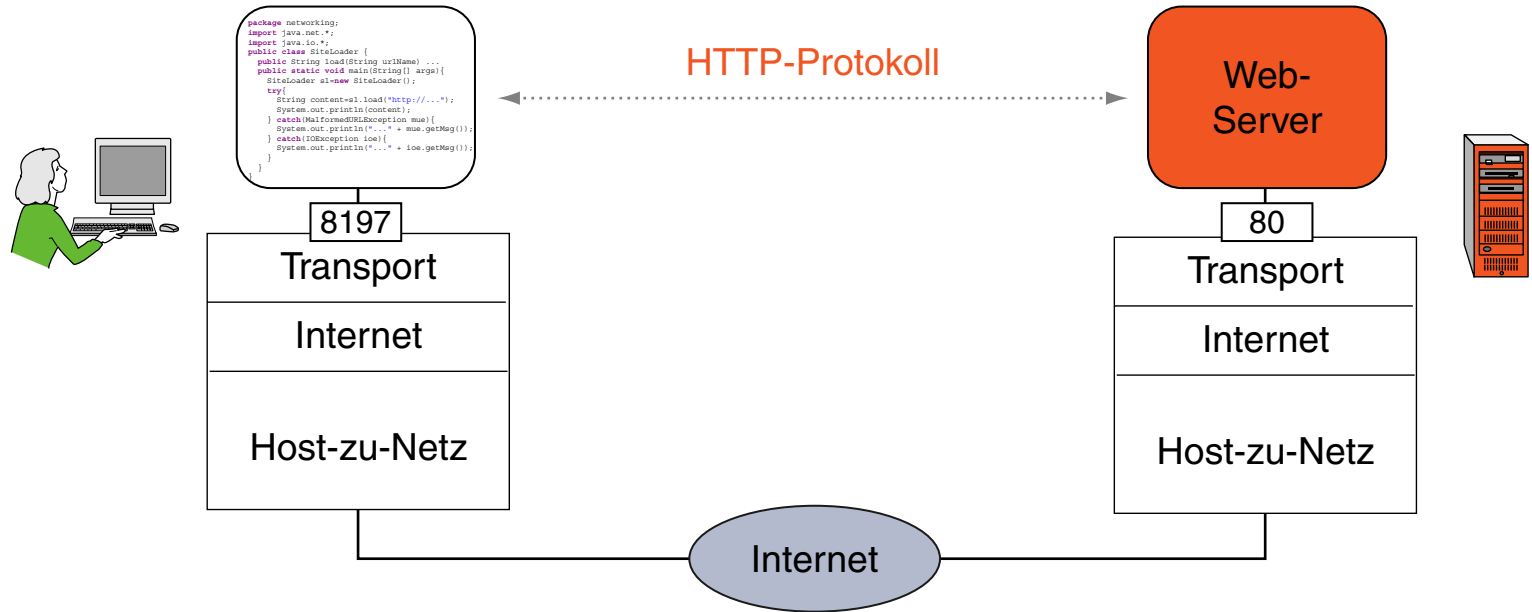 package networking;
import java.net.*;
import java.io.*;
public class SiteLoader {
public String load(String urlName) ...
public static void main(String[] args){
SiteLoader sl=new SiteLoader();
try{
String content=sl.load("http://...");
System.out.println(content);
} catch(MalformedURLException mue){
System.out.println("..." + mue.getMsg());
} catch(IOException ioe){
System.out.println("..." + ioe.getMsg());
}
}
}
HTTP-Protokoll
Web-
Server
8197
Transport
Internet
Host-zu-Netz
80
Transport
Internet
Host-zu-Netz
Internet